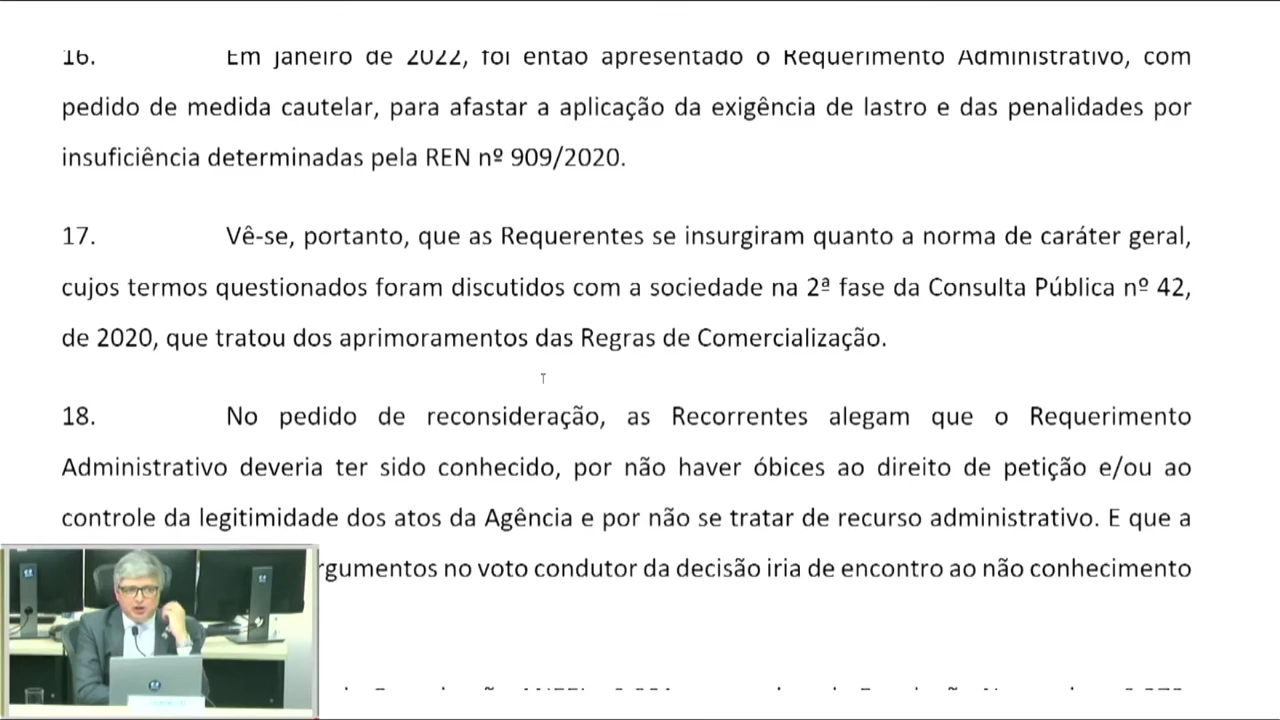 16. Em janeiro de 2022, foi então apresentado o Requerimento Administrativo, com
pedido de medida cautelar, para afastar a aplicação da exigência de lastro e das penalidades por
insuficiência determinadas pela REN nº 909/2020.
17. Vê-se, portanto, que as Requerentes se insurgiram quanto a norma de caráter geral,
cujos termos questionados foram discutidos com a sociedade na 2ª fase da Consulta Pública nº 42,
de 2020, que tratou dos aprimoramentos das Regras de Comercialização.
18. No pedido de reconsideração, as Recorrentes alegam que o Requerimento
Administrativo deveria ter sido conhecido, por não haver óbices ao direito de petição e/ou ao
controle da legitimidade dos atos da Agência e por não se tratar de recurso administrativo. E que a
rgumentos no voto condutor da decisão iria de encontro ao não conhecimento